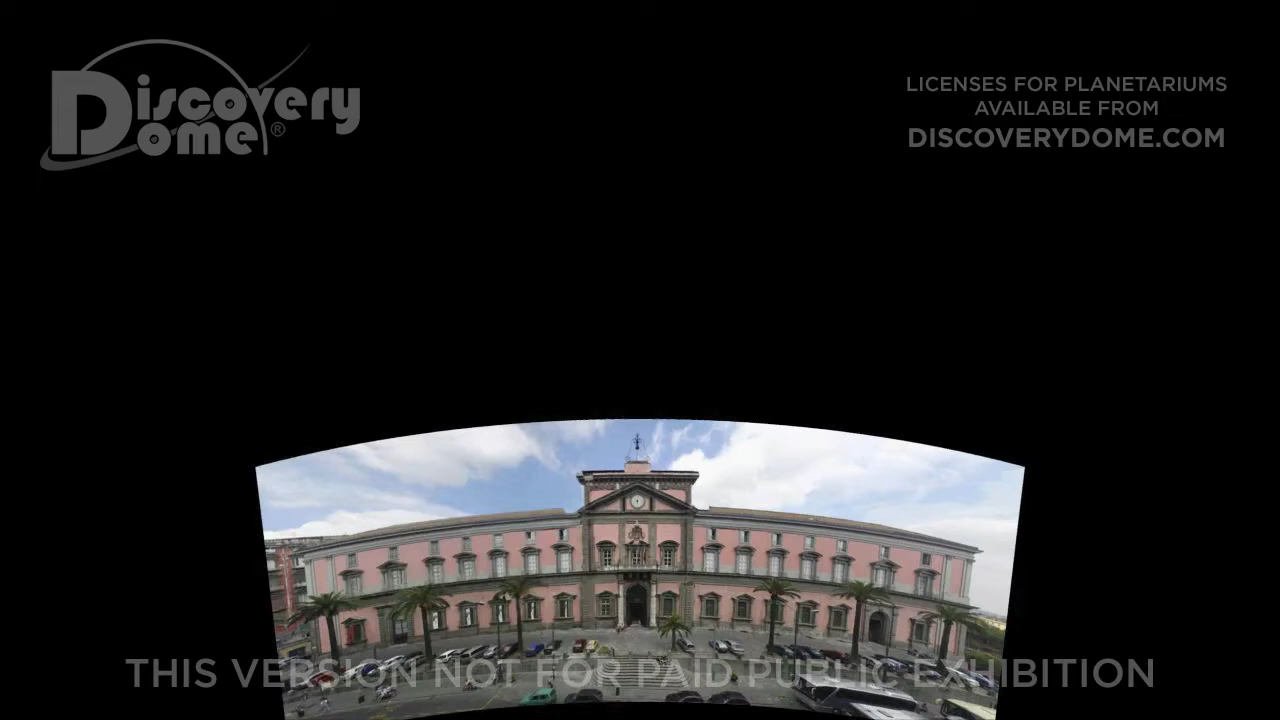 Discovery
Dome®
LICENSES FOR PLANETARIUMS
AVAILABLE FROM
DISCOVERYDOME.COM
THIS VERSION NOT FOR PAID PUBLIC EXHIBITION